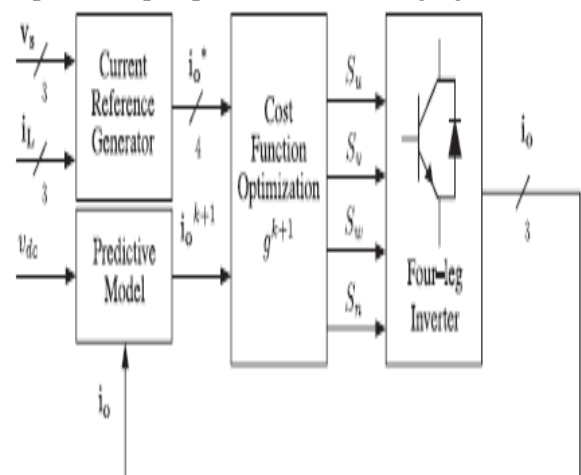 v_s
3
i_L
3
v_dc
Current
Reference
Generator
i_o*
4
Predictive
Model
i_o^{k+1}
i_o
Cost
Function
Optimization
g^{k+1}
S_u
S_v
S_w
S_n
Four-leg
Inverter
i_o
3